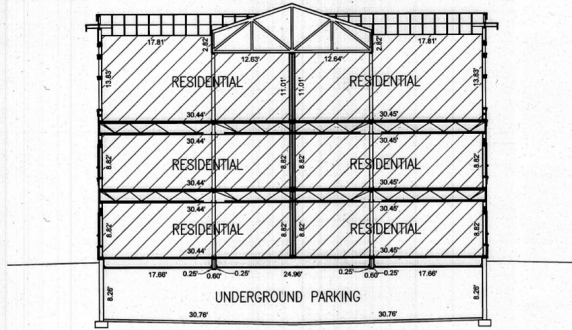 17.81' 2.82' 2.82' 17.81'
12.63' 12.64'
13.83' RESIDENTIAL 11.01' 11.01' RESIDENTIAL 13.83'
30.44' 30.45'
30.44' 30.45'
8.82' RESIDENTIAL 8.82' 8.82' RESIDENTIAL 8.82'
30.44' 30.45'
30.44' 30.45'
8.82' RESIDENTIAL 8.82' 8.82' RESIDENTIAL 8.82'
30.44' 30.45'
17.66' 0.25' 0.60' 0.25' 24.96' 0.25' 0.60' 0.25' 17.66'
8.26' UNDERGROUND PARKING 8.26'
30.76' 30.76'